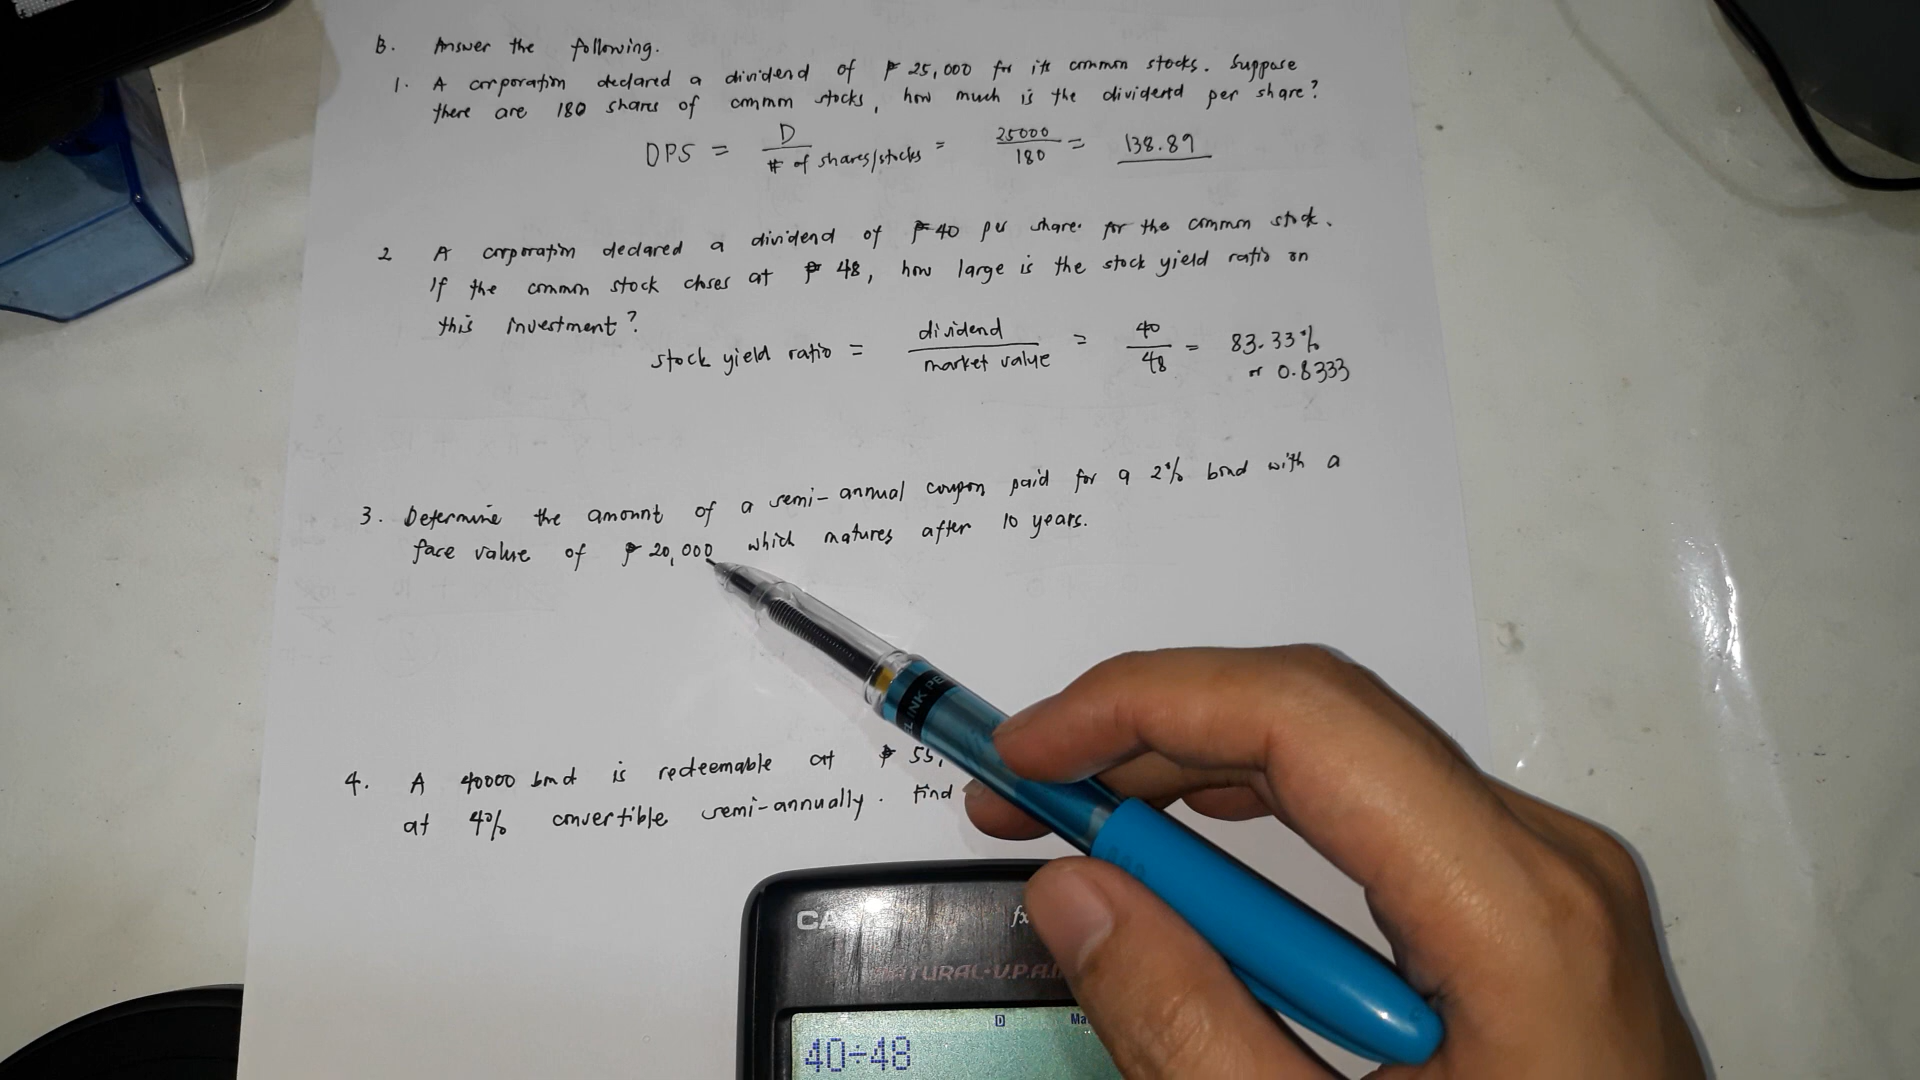 B. Answer the following.
1. A corporation declared a dividend of ₱ 25,000 for its common stocks. Suppose
there are 180 shares of common stocks, how much is the dividend per share?
DPS = D / # of shares/stocks = 25000 / 180 = 138.89
2 A corporation declared a dividend of ₱ 40 per share for the common stock.
If the common stock closes at ₱ 48, how large is the stock yield ratio on
this investment?
stock yield ratio = dividend / market value = 40 / 48 = 83.33%
or 0.8333
3. Determine the amount of a semi-annual coupon paid for a 2% bond with a
face value of ₱ 20,000 which matures after 10 years.
4. A 40000 bond is redeemable at ₱ 55,
at 4% convertible semi-annually. Find
fx
NATURAL-V.P.A.
D
40÷48